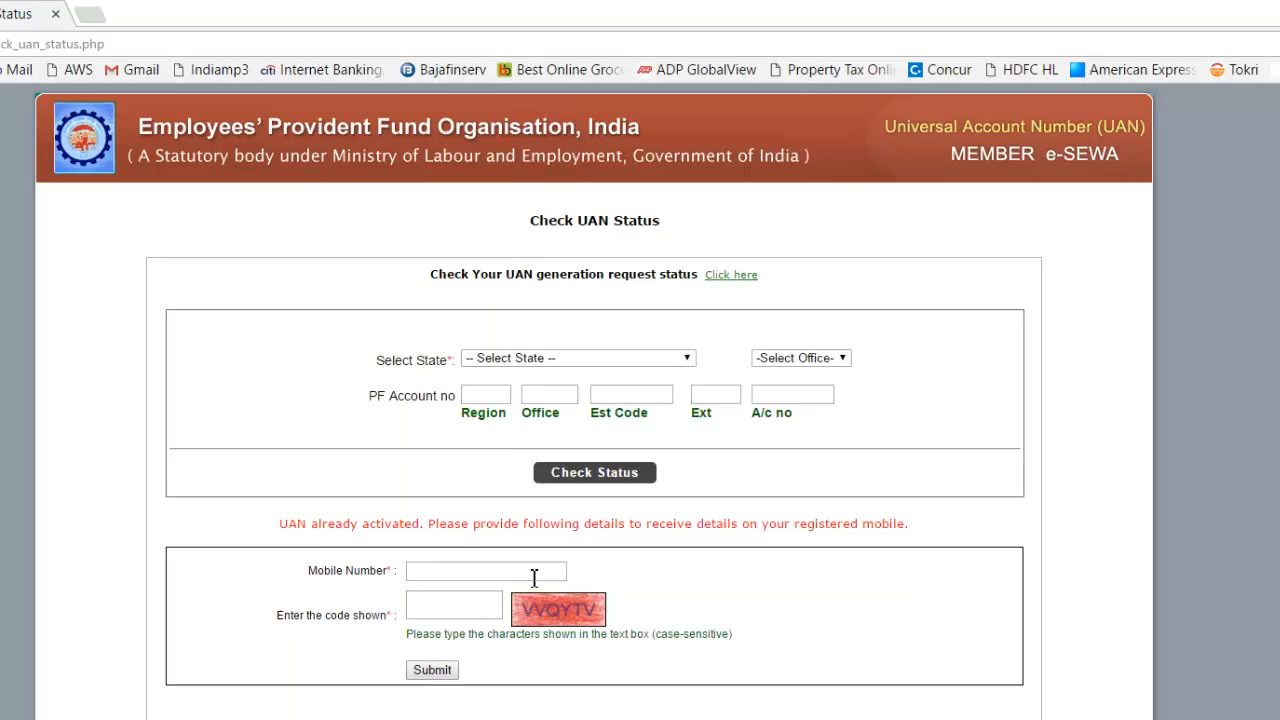 Status
ck_uan_status.php
Mail AWS Gmail Indiamp3 citi Internet Banking, Bajafinserv Best Online Groc ADP GlobalView Property Tax Onli Concur HDFC HL American Express Tokri
Employees' Provident Fund Organisation, India
( A Statutory body under Ministry of Labour and Employment, Government of India )
Universal Account Number (UAN)
MEMBER e-SEWA
Check UAN Status
Check Your UAN generation request status Click here
Select State*: -- Select State -- -Select Office-
PF Account no
Region Office Est Code Ext A/c no
Check Status
UAN already activated. Please provide following details to receive details on your registered mobile.
Mobile Number* :
Enter the code shown* : VVQYTV
Please type the characters shown in the text box (case-sensitive)
Submit